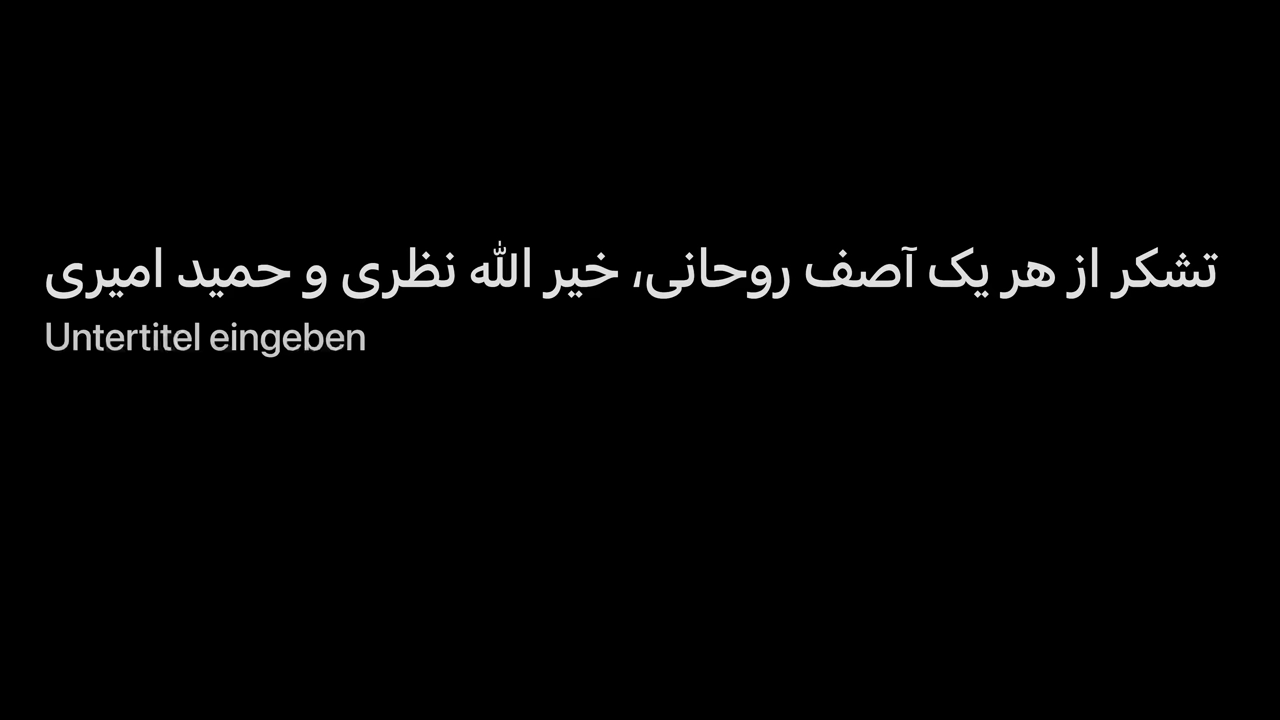 تشکر از هر یک آصف روحانی، خیر الله نظری و حمید امیری
Untertitel eingeben